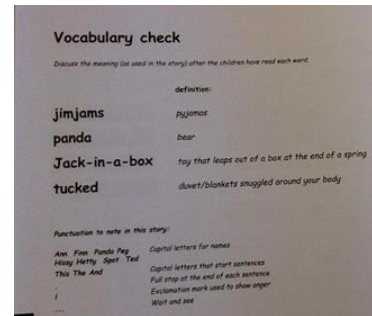 Vocabulary check
Discuss the meaning (as used in the story) after the children have read each word.
definition:
jimjams pyjamas
panda bear
Jack-in-a-box toy that leaps out of a box at the end of a spring
tucked duvet/blankets snuggled around your body
Punctuation to note in this story:
Ann Finn Panda Peg Capital letters for names
Hissy Hetty Spot Ted
This The And Capital letters that start sentences
. Full stop at the end of each sentence
! Exclamation mark used to show anger
... Wait and see